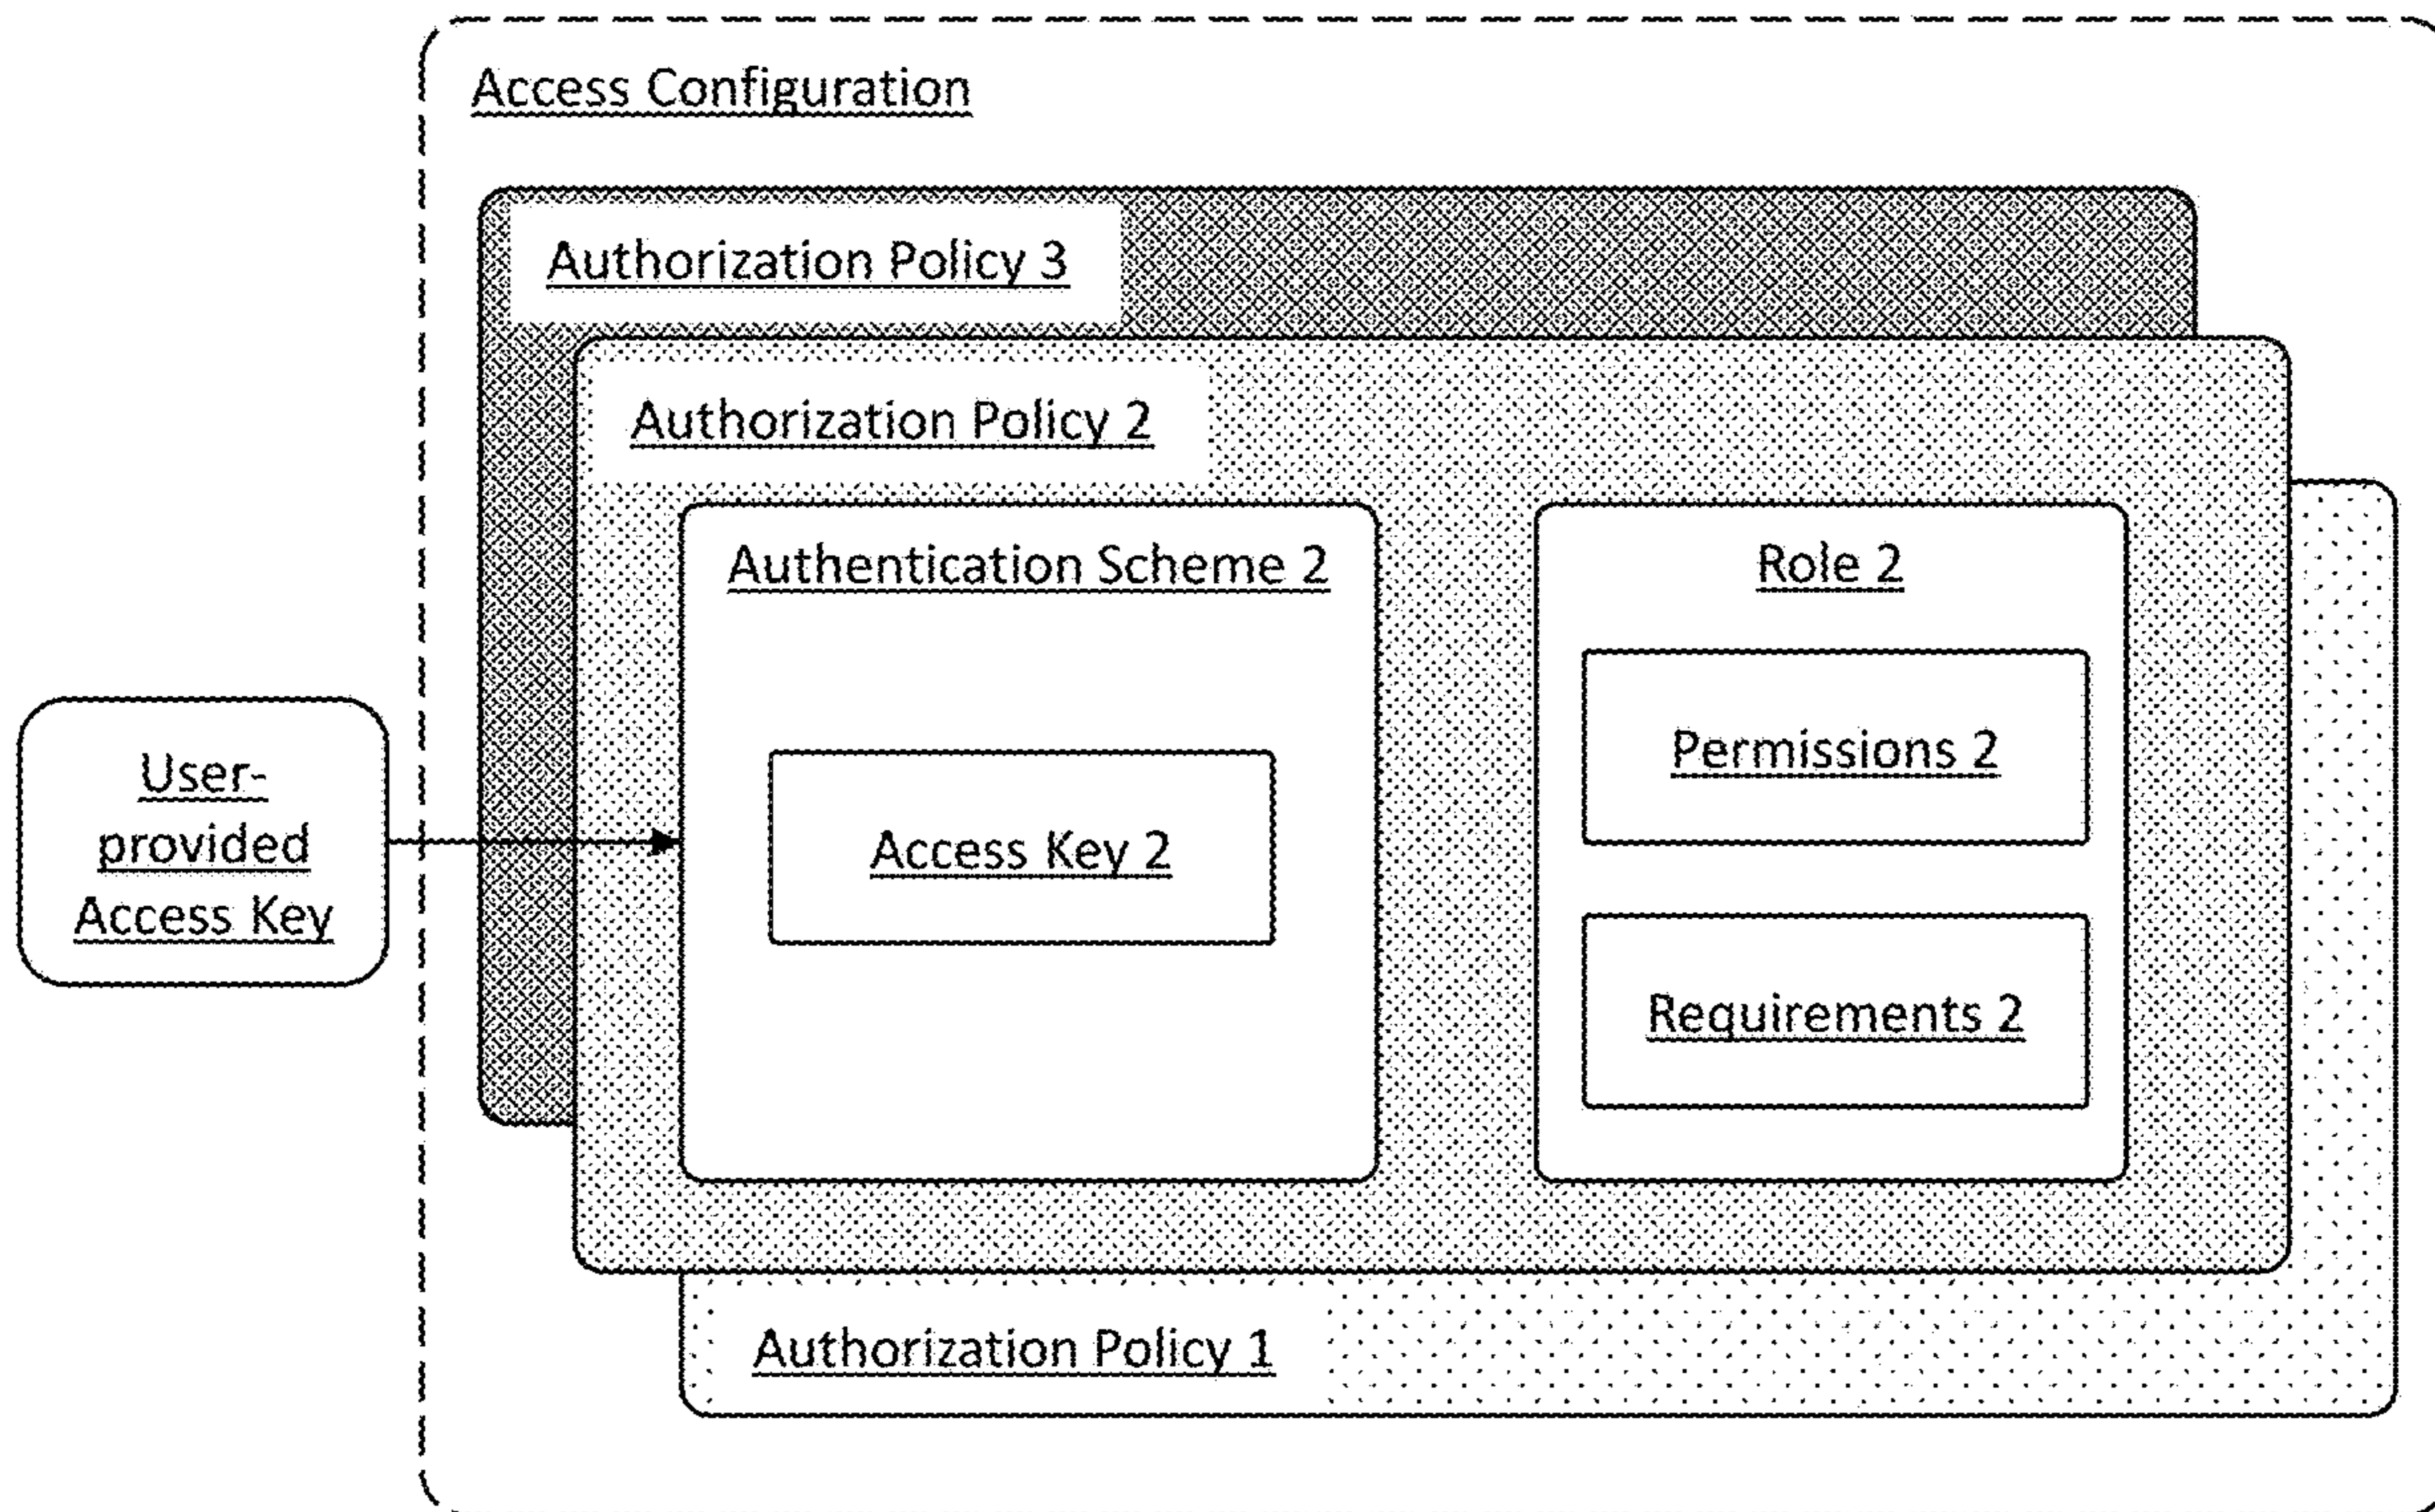 Access Configuration
Authorization Policy 3
Authorization Policy 2
Authentication Scheme 2
Role 2
User-
provided
Access Key
Access Key 2
Permissions 2
Requirements 2
Authorization Policy 1